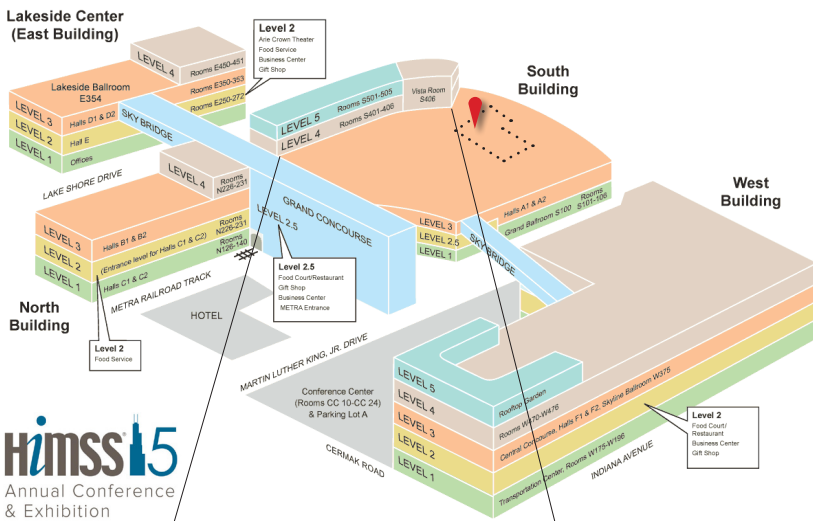 Lakeside Center
(East Building)
LEVEL 4
Rooms E450-451
Lakeside Ballroom
E354
Rooms E350-353
Rooms E250-272
LEVEL 3
Halls D1 & D2
LEVEL 2
Hall E
LEVEL 1
Offices
SKYBRIDGE
LAKE SHORE DRIVE
Level 2
Arie Crown Theater
Food Service
Business Center
Gift Shop
LEVEL 5
Rooms S501-505
LEVEL 4
Rooms S401-406
Vista Room
S406
South
Building
LEVEL 3
Halls A1 & A2
LEVEL 2.5
Grand Ballroom S100
Rooms
S101-106
LEVEL 1
LEVEL 4
Rooms
N226-231
LEVEL 3
Halls B1 & B2
Rooms
N226-231
LEVEL 2
(Entrance level for Halls C1 & C2)
Rooms
N126-140
LEVEL 1
Halls C1 & C2
METRA RAILROAD TRACK
North
Building
Level 2
Food Service
GRAND CONCOURSE
LEVEL 2.5
Level 2.5
Food Court/Restaurant
Gift Shop
Business Center
METRA Entrance
HOTEL
SKYBRIDGE
West
Building
MARTIN LUTHER KING, JR. DRIVE
Conference Center
(Rooms CC 10-CC 24)
& Parking Lot A
CERMAK ROAD
LEVEL 5
Rooftop Garden
LEVEL 4
Rooms W470-W476
LEVEL 3
Central Concourse, Halls F1 & F2, Skyline Ballroom W375
LEVEL 2
LEVEL 1
Transportation Center, Rooms W175-W196
INDIANA AVENUE
Level 2
Food Court/
Restaurant
Business Center
Gift Shop
HiMSS 15
Annual Conference
& Exhibition